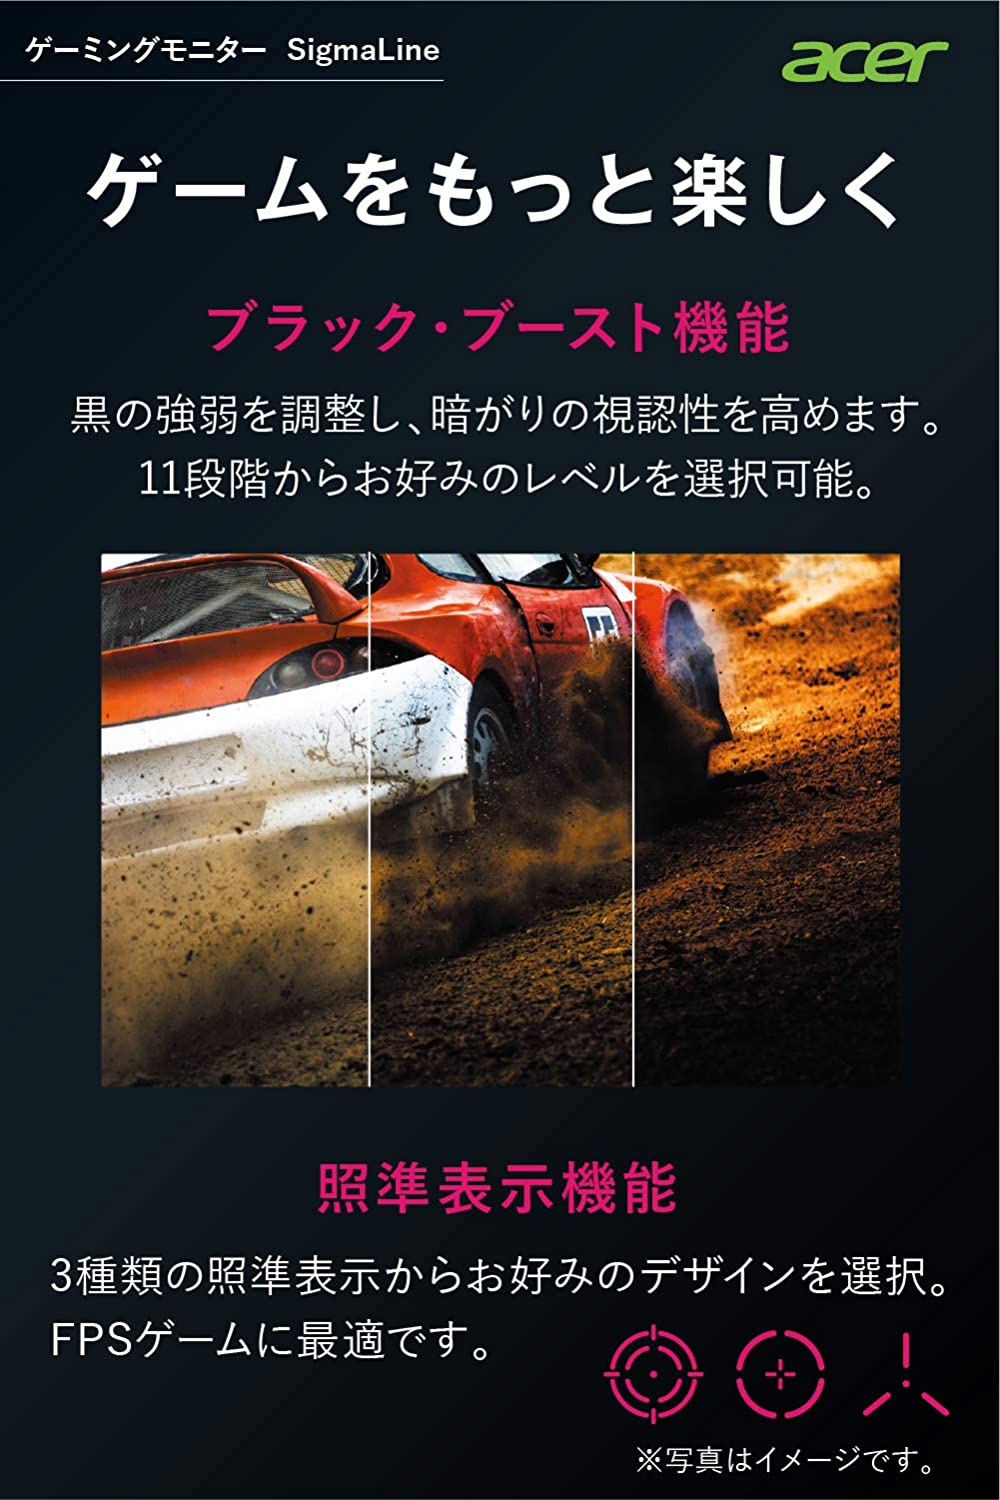 ゲーミングモニター SigmaLine
acer
ゲームをもっと楽しく
ブラック・ブースト機能
黒の強弱を調整し、暗がりの視認性を高めます。
11段階からお好みのレベルを選択可能。
照準表示機能
3種類の照準表示からお好みのデザインを選択。
FPSゲームに最適です。
※写真はイメージです。